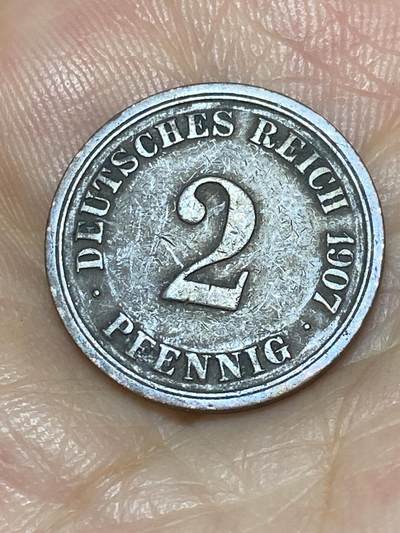 · DEUTSCHES REICH 1907 ·
2
PFENNIG